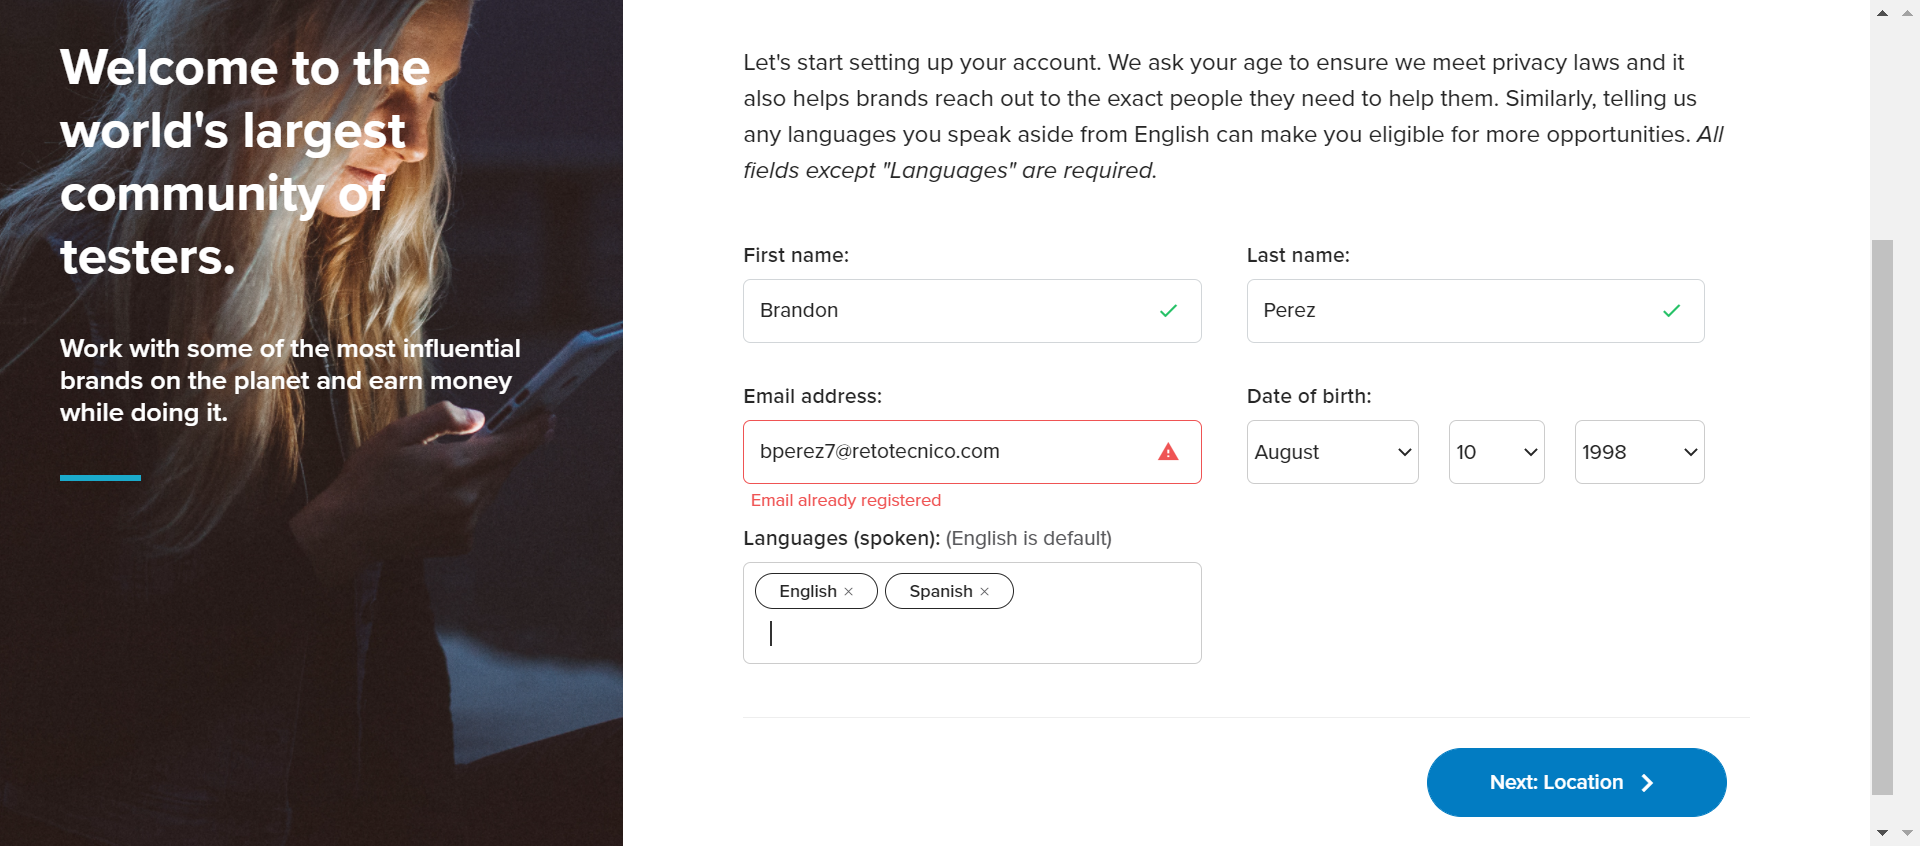 Welcome to the
world's largest
community of
testers.
Work with some of the most influential
brands on the planet and earn money
while doing it.
Let's start setting up your account. We ask your age to ensure we meet privacy laws and it
also helps brands reach out to the exact people they need to help them. Similarly, telling us
any languages you speak aside from English can make you eligible for more opportunities. All
fields except "Languages" are required.
First name:
Last name:
Brandon
Perez
Email address:
Date of birth:
bperez7@retotecnico.com
August
10
1998
Email already registered
Languages (spoken): (English is default)
English ×
Spanish ×
Next: Location